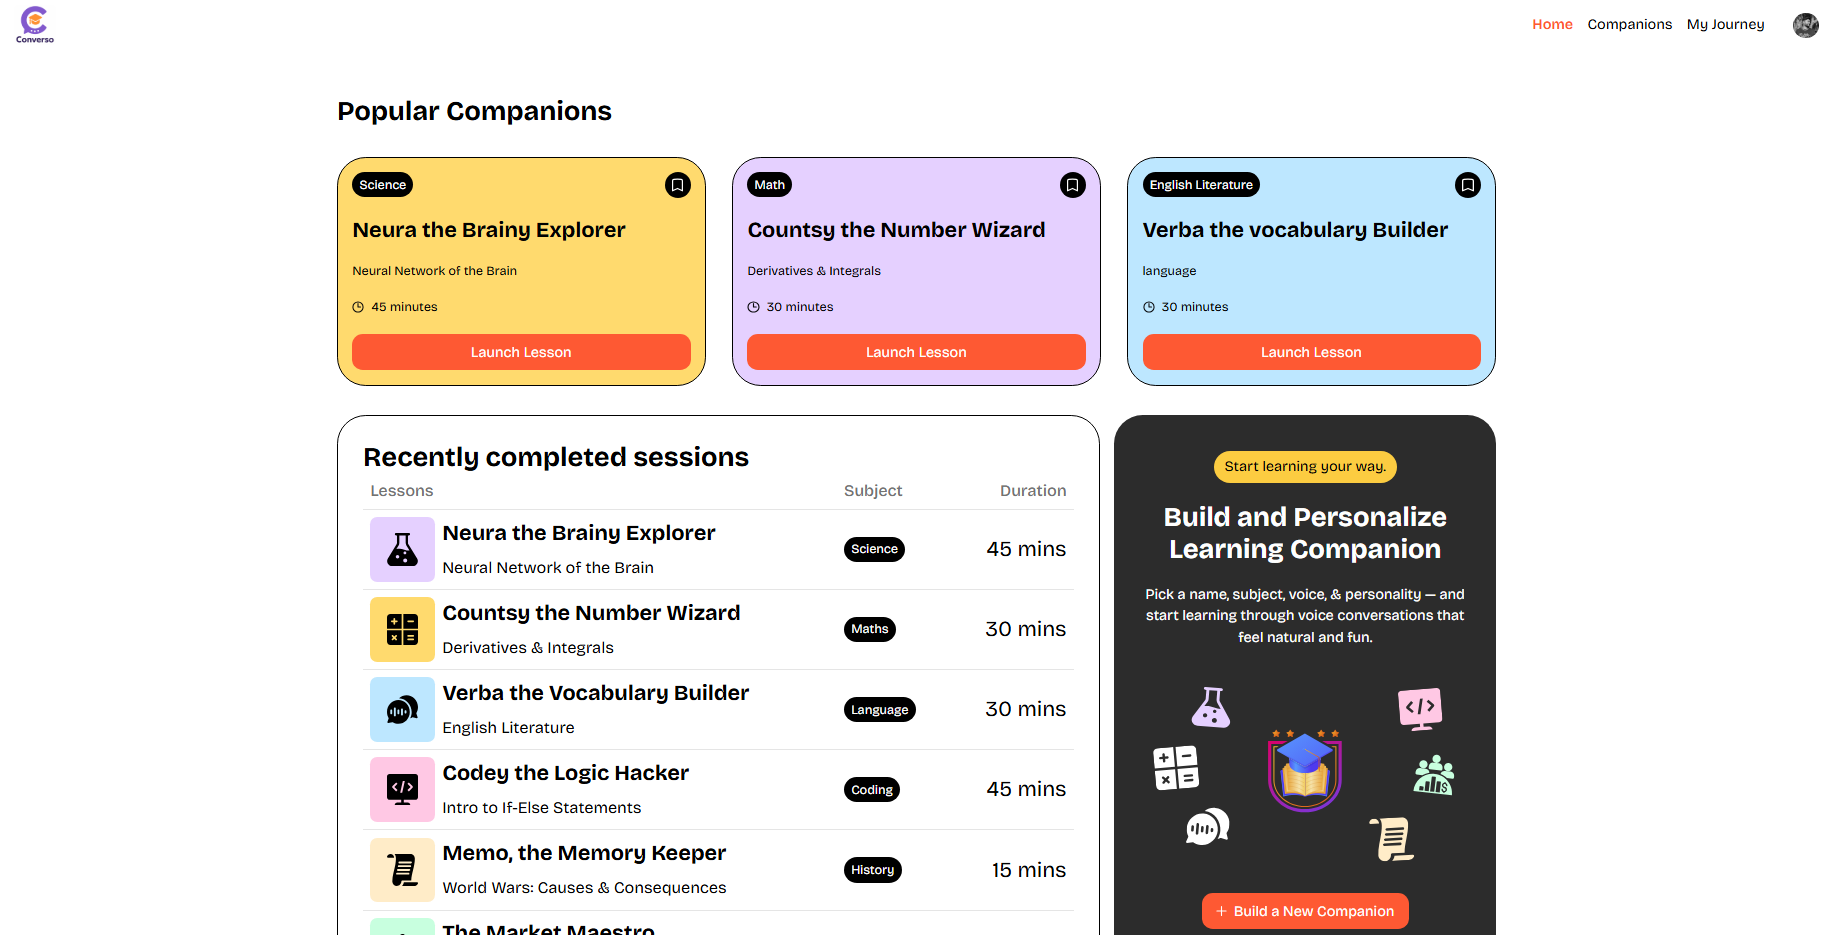 Converso
Home Companions My Journey
Popular Companions
Science
Neura the Brainy Explorer
Neural Network of the Brain
45 minutes
Launch Lesson
Math
Countsy the Number Wizard
Derivatives & Integrals
30 minutes
Launch Lesson
English Literature
Verba the vocabulary Builder
language
30 minutes
Launch Lesson
Recently completed sessions
Lessons Subject Duration
Neura the Brainy Explorer
Neural Network of the Brain
Science
45 mins
Countsy the Number Wizard
Derivatives & Integrals
Maths
30 mins
Verba the Vocabulary Builder
English Literature
Language
30 mins
Codey the Logic Hacker
Intro to If-Else Statements
Coding
45 mins
Memo, the Memory Keeper
World Wars: Causes & Consequences
History
15 mins
The Market Maestro
Start learning your way.
Build and Personalize
Learning Companion
Pick a name, subject, voice, & personality — and
start learning through voice conversations that
feel natural and fun.
+ Build a New Companion